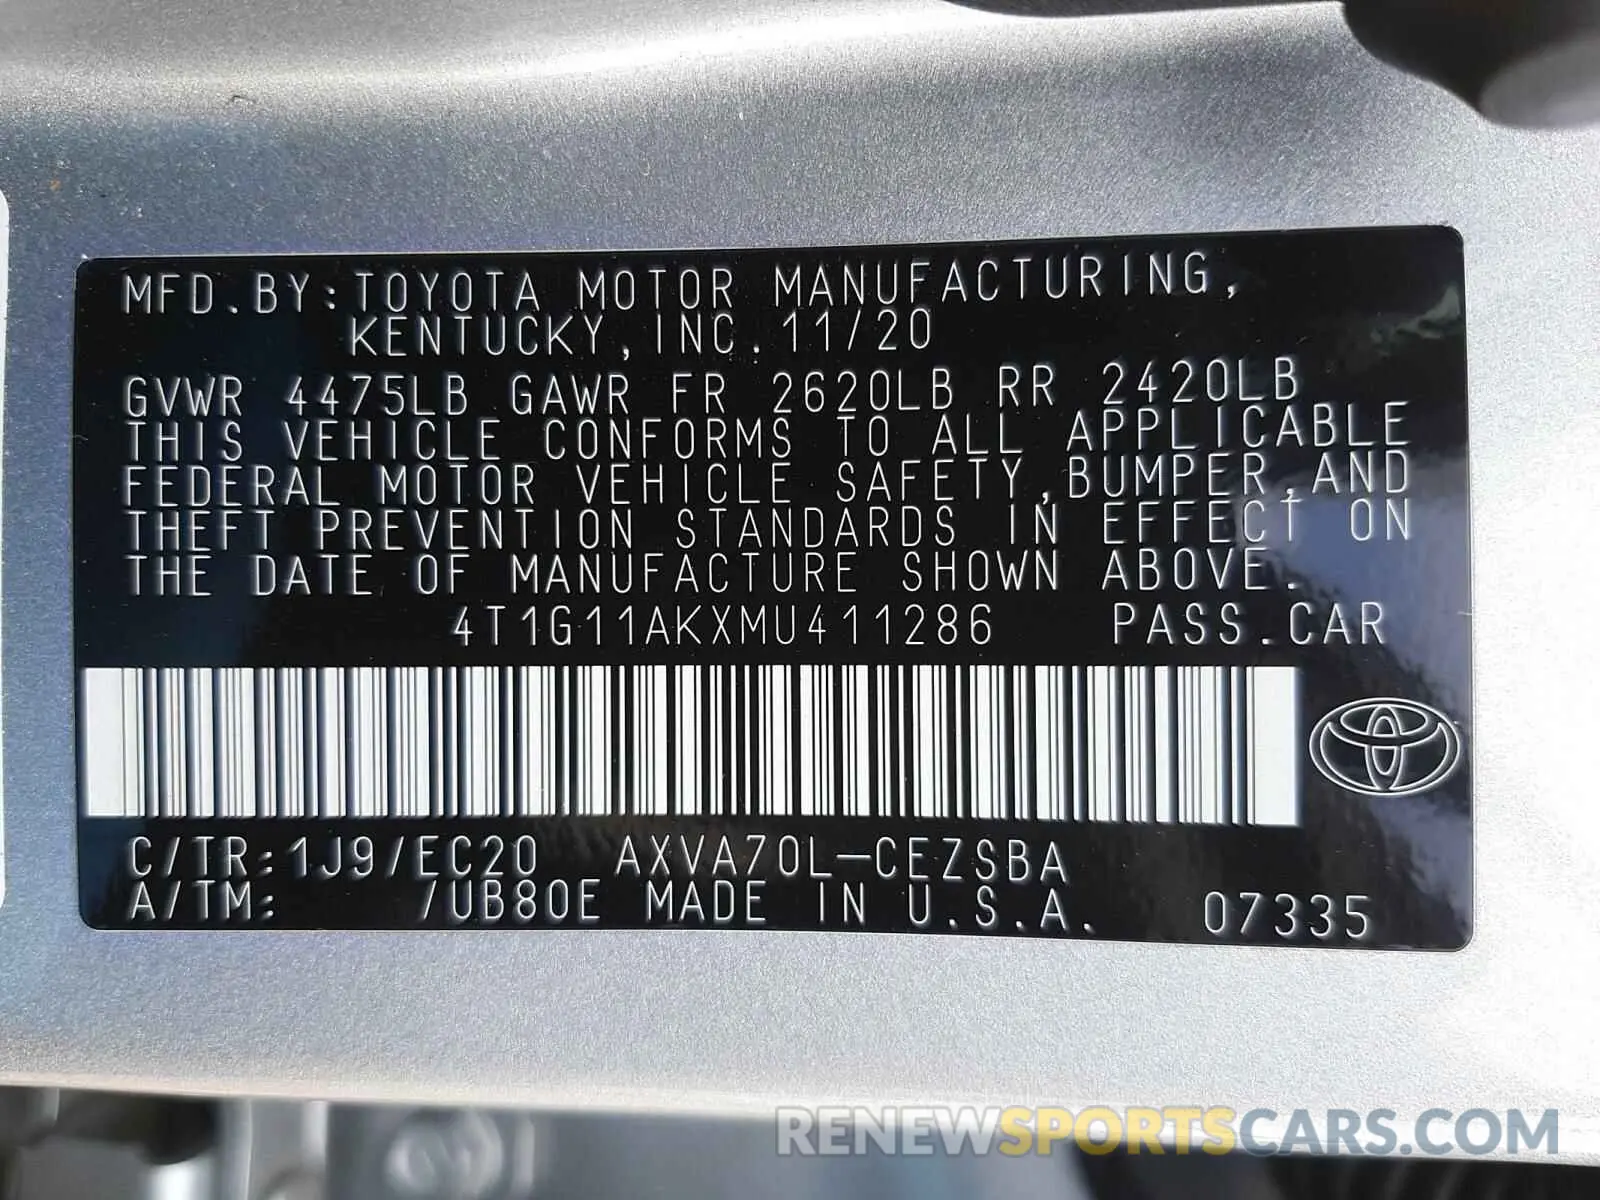 MFD.BY:TOYOTA MOTOR MANUFACTURING,
KENTUCKY,INC.11/20
GVWR 4475LB GAWR FR 2620LB RR 2420LB
THIS VEHICLE CONFORMS TO ALL APPLICABLE
FEDERAL MOTOR VEHICLE SAFETY,BUMPER,AND
THEFT PREVENTION STANDARDS IN EFFECT ON
THE DATE OF MANUFACTURE SHOWN ABOVE.
4T1G11AKXMU411286 PASS.CAR
C/TR:1J9/EC20 AXVA70L-CEZSBA
A/TM: /UB80E MADE IN U.S.A. 07335
RENEWSPORTSCARS.COM